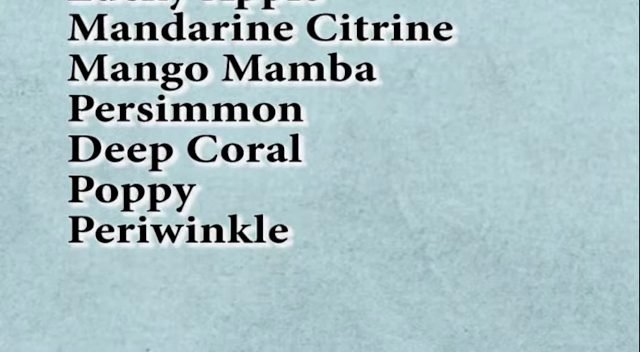 Mandarine Citrine
Mango Mamba
Persimmon
Deep Coral
Poppy
Periwinkle